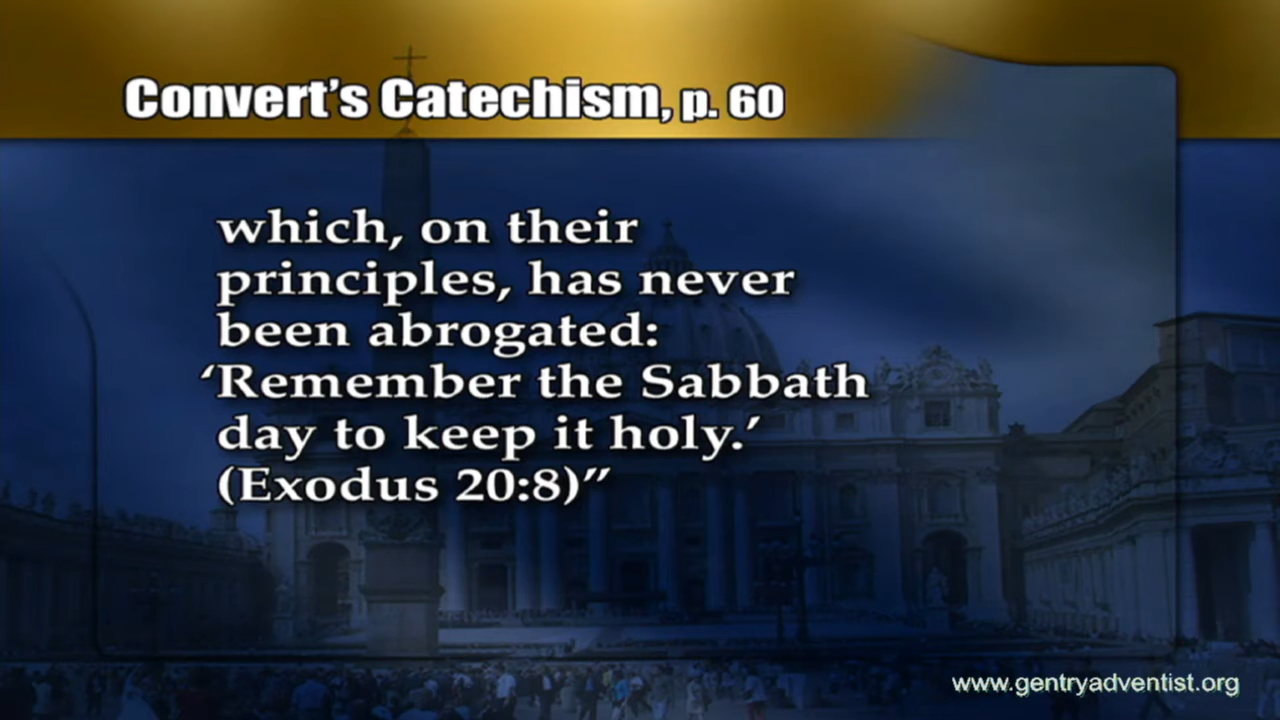 Convert's Catechism, p. 60
which, on their
principles, has never
been abrogated:
‘Remember the Sabbath
day to keep it holy.’
(Exodus 20:8)”
www.gentryadventist.org